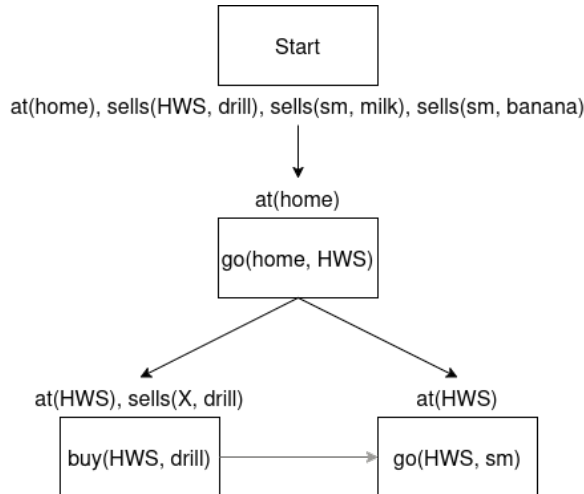 Start
at(home), sells(HWS, drill), sells(sm, milk), sells(sm, banana)
at(home)
go(home, HWS)
at(HWS), sells(X, drill)
at(HWS)
buy(HWS, drill)
go(HWS, sm)